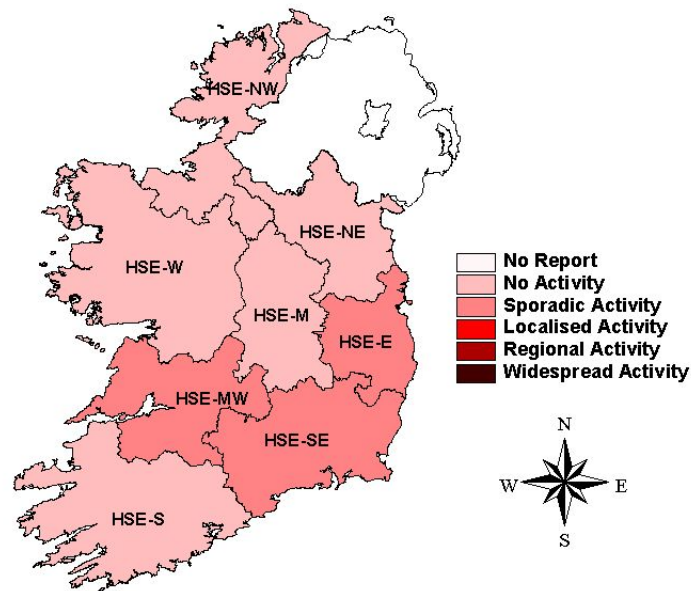 HSE-NW
HSE-NE
HSE-W
HSE-M
HSE-E
HSE-MW
HSE-SE
HSE-S
No Report
No Activity
Sporadic Activity
Localised Activity
Regional Activity
Widespread Activity
N
W E
S